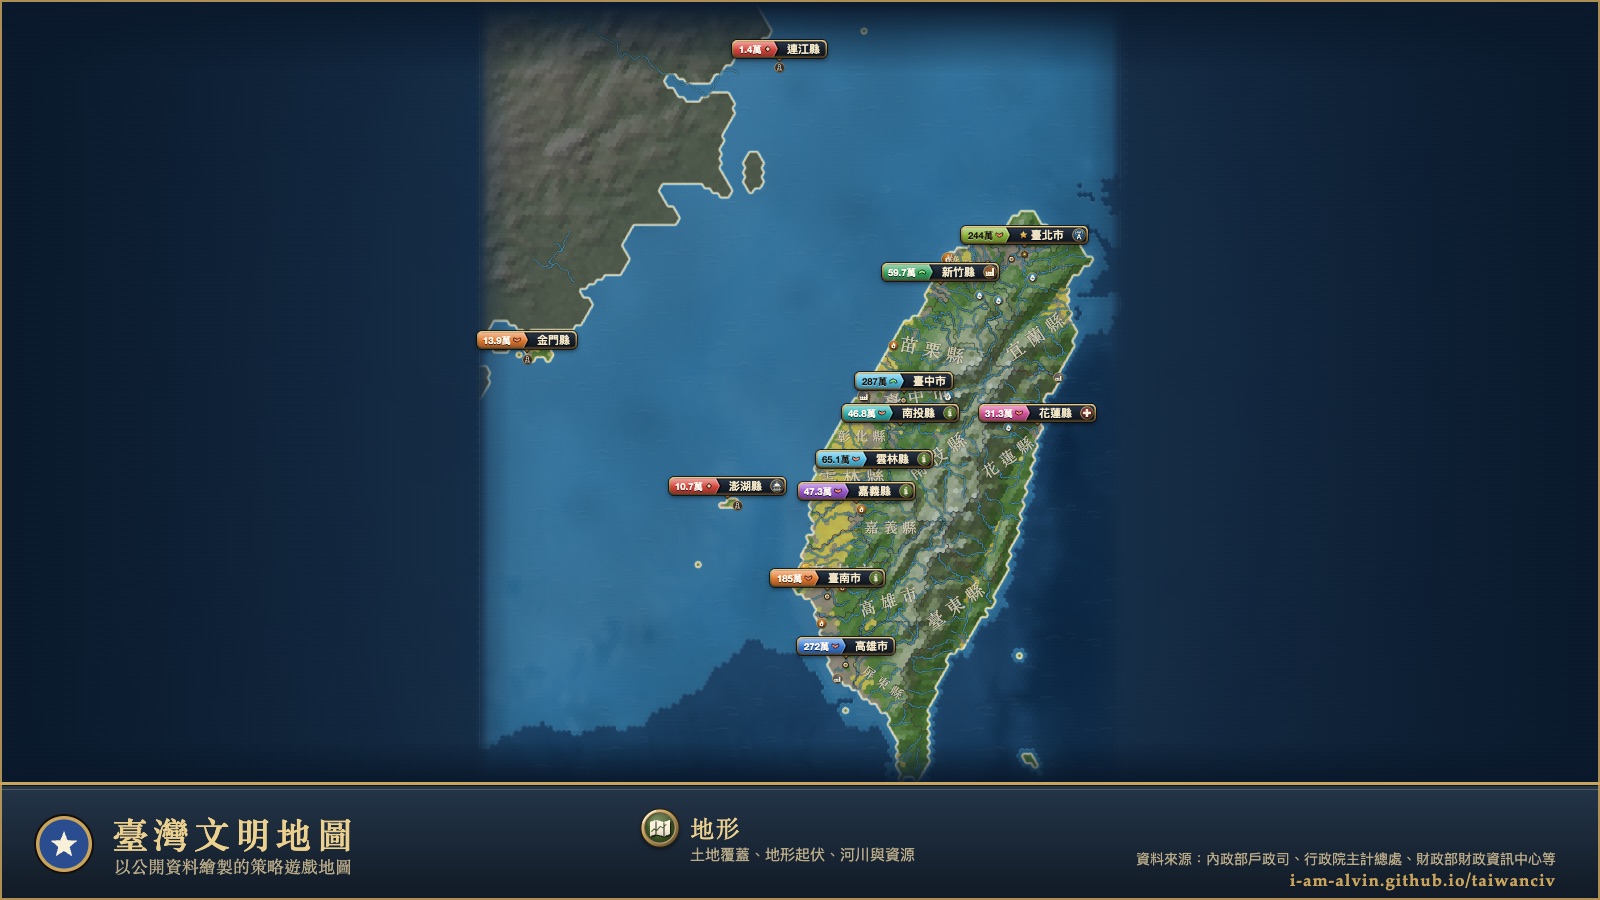 1.4萬 連江縣
244萬 臺北市
59.7萬 新竹縣
13.9萬 金門縣
宜蘭縣
苗栗縣
287萬 臺中市
46.8萬 南投縣
31.3萬 花蓮縣
彰化縣
花蓮縣
65.1萬 雲林縣
10.7萬 澎湖縣
47.3萬 嘉義縣
嘉義縣
185萬 臺南市
高雄市
臺東縣
272萬 高雄市
屏東縣
臺灣文明地圖
以公開資料繪製的策略遊戲地圖
地形
土地覆蓋、地形起伏、河川與資源
資料來源：內政部戶政司、行政院主計總處、財政部財政資訊中心等
i-am-alvin.github.io/taiwanciv